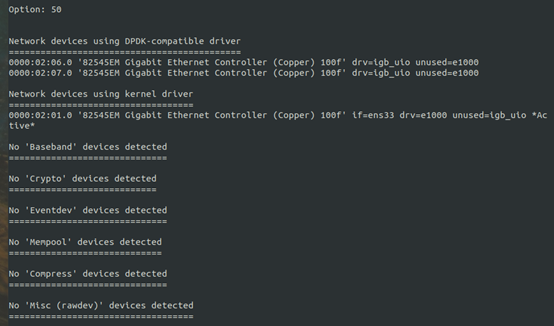 Option: 50
Network devices using DPDK-compatible driver
============================================
0000:02:06.0 '82545EM Gigabit Ethernet Controller (Copper) 100f' drv=igb_uio unused=e1000
0000:02:07.0 '82545EM Gigabit Ethernet Controller (Copper) 100f' drv=igb_uio unused=e1000
Network devices using kernel driver
===================================
0000:02:01.0 '82545EM Gigabit Ethernet Controller (Copper) 100f' if=ens33 drv=e1000 unused=igb_uio *Ac
tive*
No 'Baseband' devices detected
==============================
No 'Crypto' devices detected
============================
No 'Eventdev' devices detected
==============================
No 'Mempool' devices detected
=============================
No 'Compress' devices detected
==============================
No 'Misc (rawdev)' devices detected
===================================